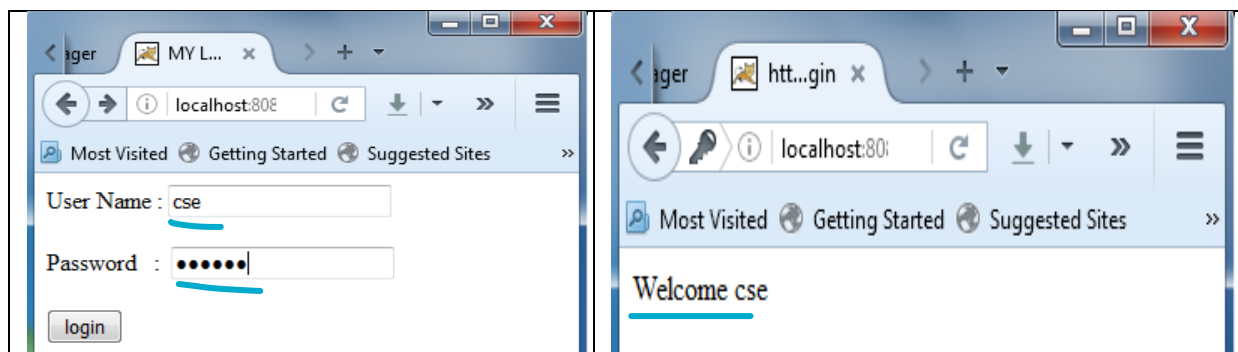 ager MY L...
localhost:808
Most Visited Getting Started Suggested Sites »
User Name : cse
Password : ●●●●●●
login
ager htt...gin
localhost:80
Most Visited Getting Started Suggested Sites »
Welcome cse